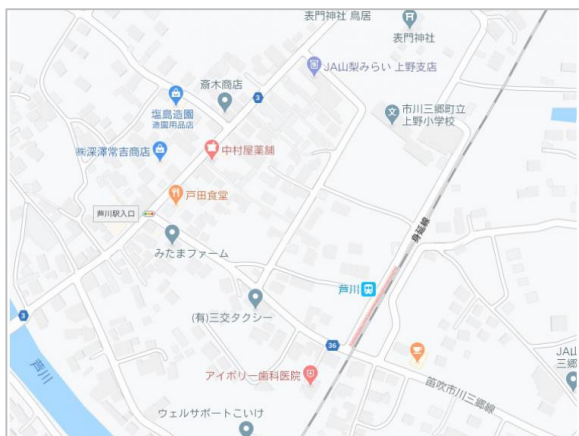 表門神社 鳥居
表門神社
JA山梨みらい 上野支店
斎木商店
3
市川三郷町立
上野小学校
塩島造園
造園用品店
㈱深澤常吉商店
中村屋薬舗
戸田食堂
芦川駅入口
みたまファーム
身延線
芦川
(有)三交タクシー
3
36
芦川
アイボリー歯科医院
笛吹市川三郷線
JA山
三郷
ウェルサポートこいけ